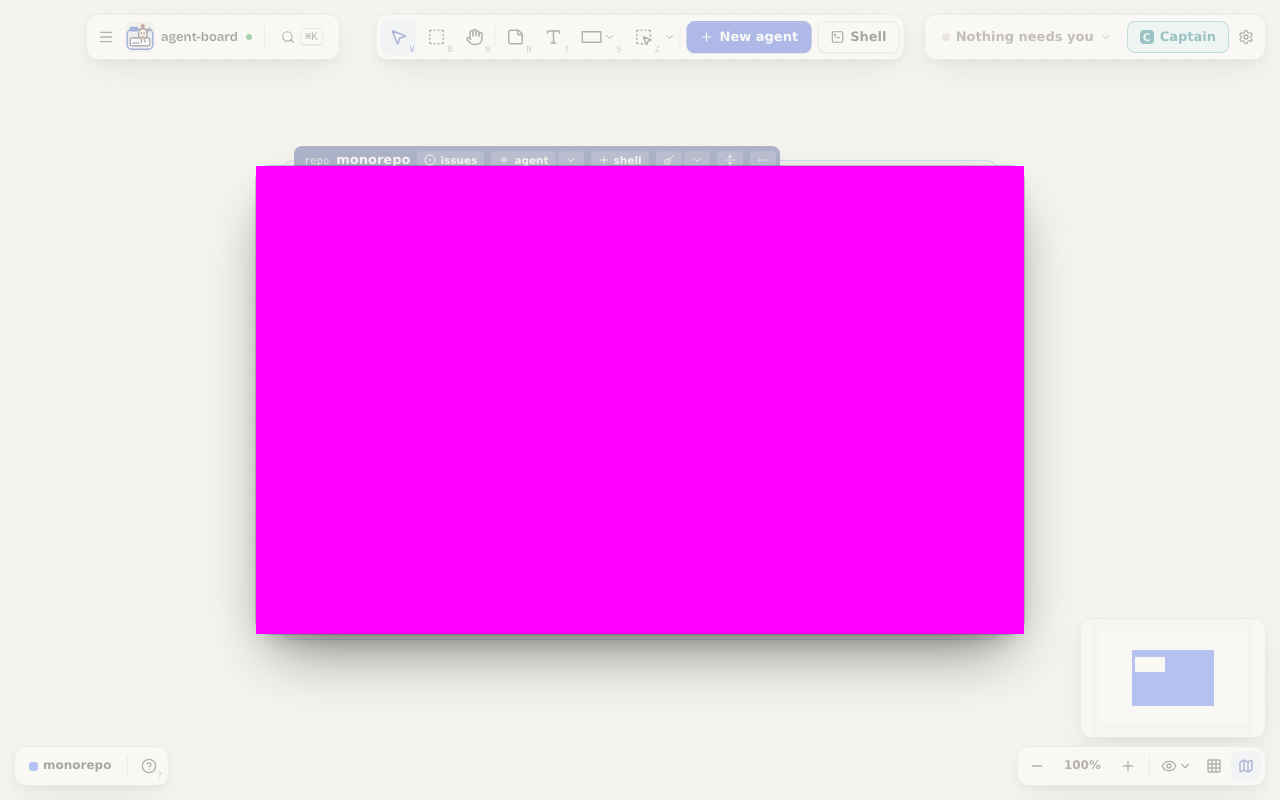 agent-board
⌘K
V
B
H
N
T
S
Z
New agent
Shell
Nothing needs you
C Captain
repo monorepo issues agent shell
monorepo
?
100%